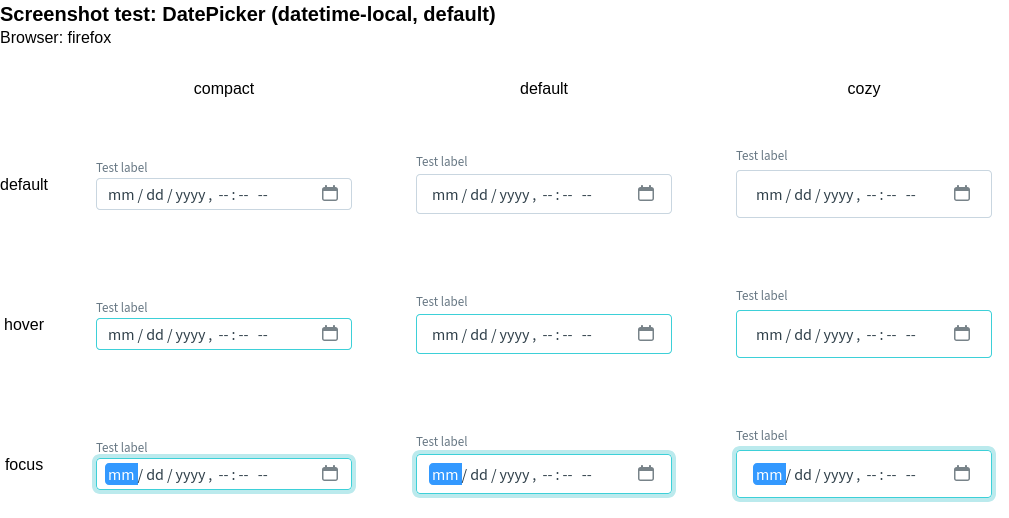 Screenshot test: DatePicker (datetime-local, default)
Browser: firefox
compact default cozy
Test label Test label Test label
default mm/dd/yyyy, --:-- -- mm/dd/yyyy, --:-- -- mm/dd/yyyy, --:-- --
Test label Test label Test label
hover mm/dd/yyyy, --:-- -- mm/dd/yyyy, --:-- -- mm/dd/yyyy, --:-- --
Test label Test label Test label
focus mm/dd/yyyy, --:-- -- mm/dd/yyyy, --:-- -- mm/dd/yyyy, --:-- --